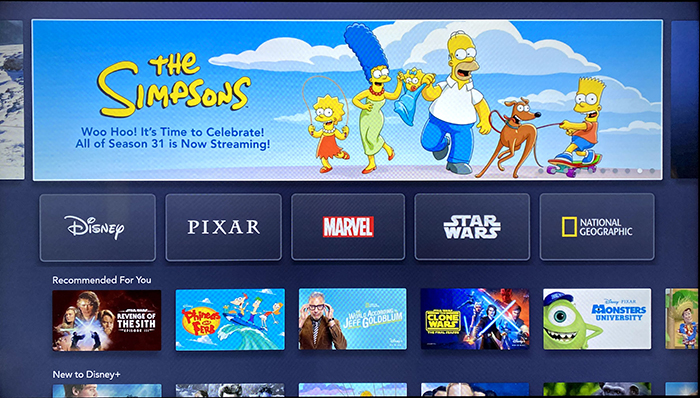 THE
SIMPSONS
Woo Hoo! It's Time to Celebrate!
All of Season 31 is Now Streaming!
Disney
PIXAR
MARVEL
STAR
WARS
NATIONAL
GEOGRAPHIC
Recommended For You
STAR WARS
REVENGE OF
THE SITH
EPISODE III
Phineas
and
Ferb
THE
WORLD ACCORDING TO
JEFF GOLDBLUM
Disney+
STAR WARS
THE
CLONE
WARS
THE FINAL SEASON
Disney PIXAR
MONSTERS
UNIVERSITY
New to Disney+